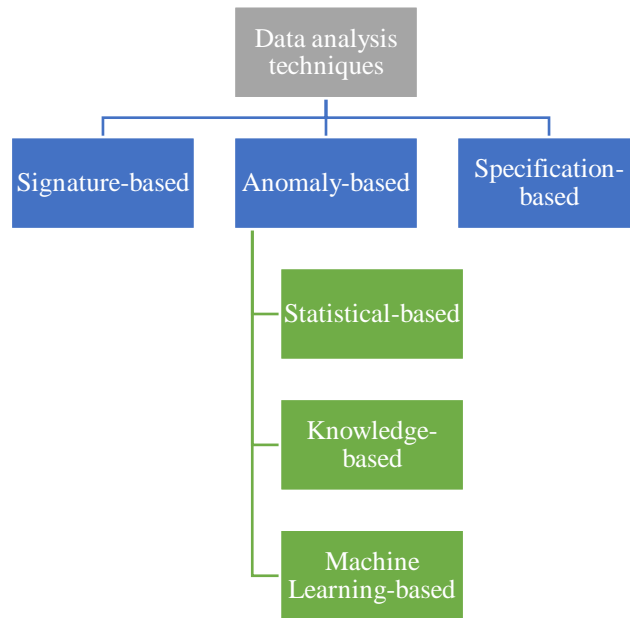 Data analysis
techniques
Signature-based
Anomaly-based
Specification-
based
Statistical-based
Knowledge-
based
Machine
Learning-based